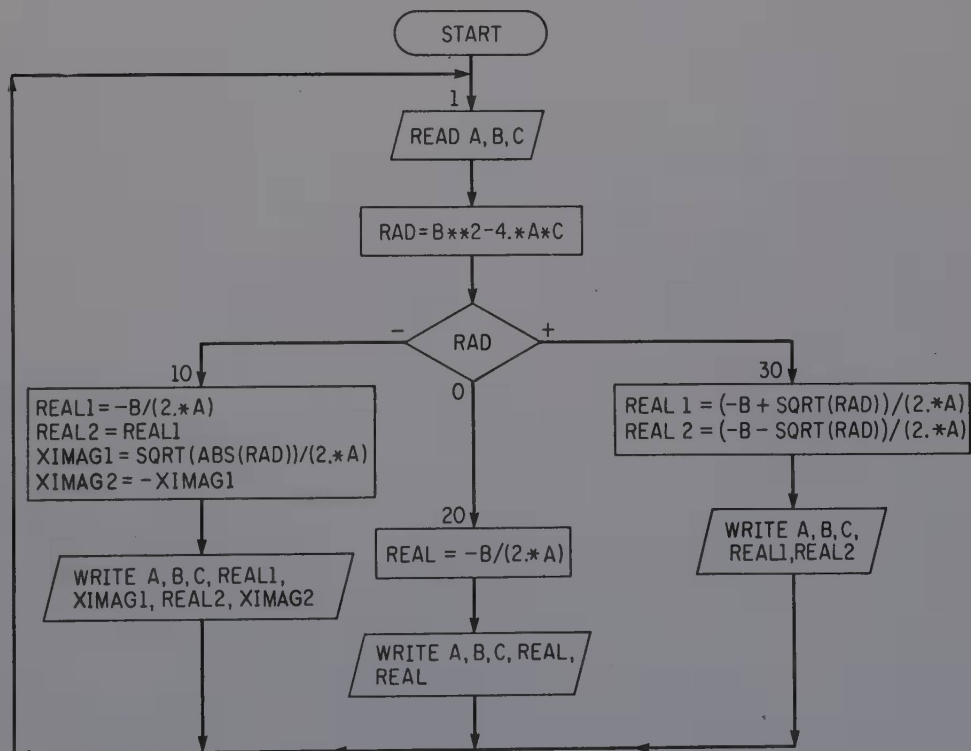 START
1
READ A, B, C
RAD=B**2-4.*A*C
-
RAD
+
0
10
REAL1=-B/(2.*A)
REAL2=REAL1
XIMAG1=SQRT(ABS(RAD))/(2.*A)
XIMAG2=-XIMAG1
WRITE A, B, C, REAL1,
XIMAG1, REAL2, XIMAG2
20
REAL = -B/(2.*A)
WRITE A, B, C, REAL,
REAL
30
REAL 1 = (-B + SQRT(RAD))/(2.*A)
REAL 2 = (-B - SQRT(RAD))/(2.*A)
WRITE A, B, C,
REAL1, REAL2